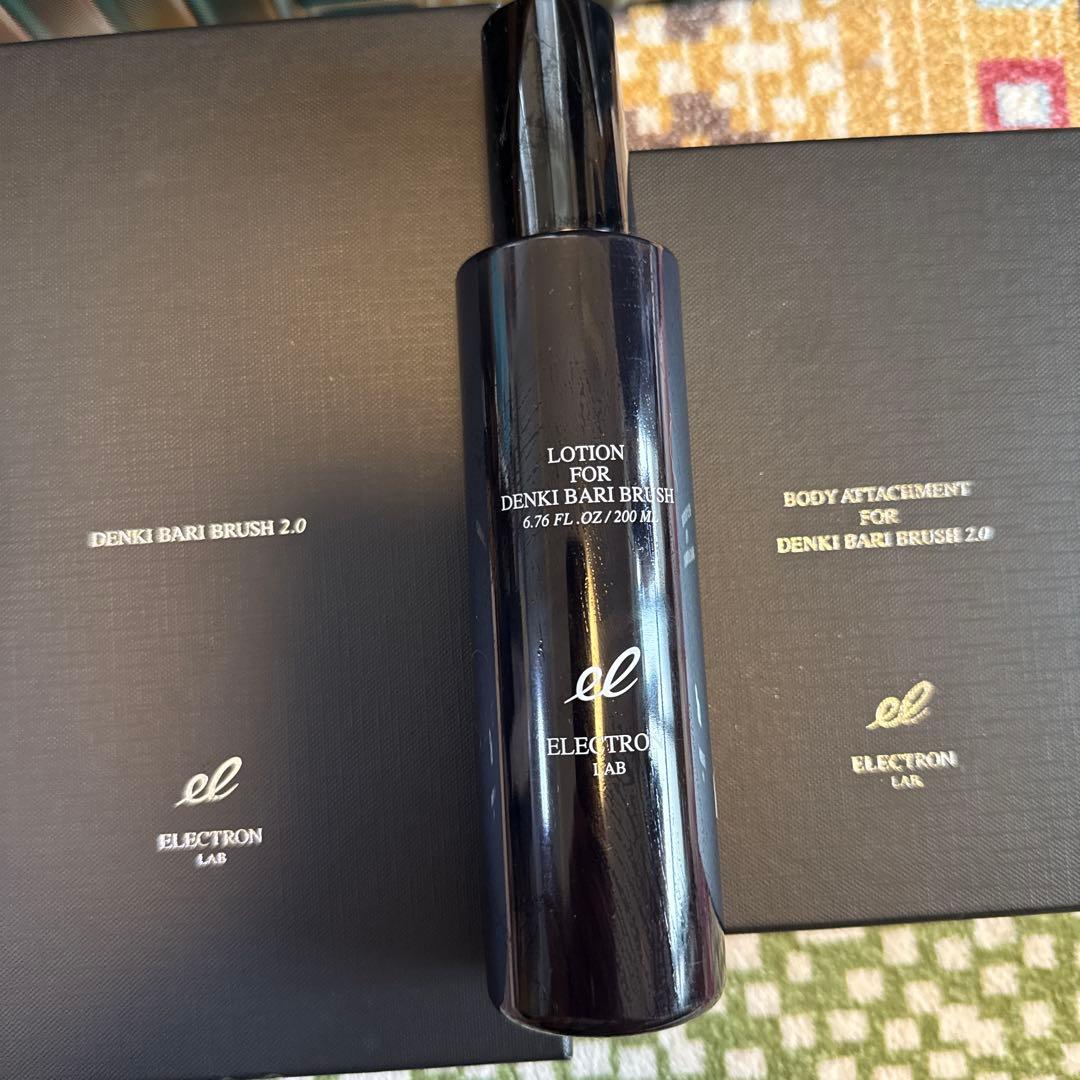 DENKI BARI BRUSH 2.0
el
ELECTRON
LAB
LOTION
FOR
DENKI BARI BRUSH
6.76 FL .OZ / 200 ML
el
ELECTRON
LAB
BODY ATTACHMENT
FOR
DENKI BARI BRUSH 2.0
el
ELECTRON
LAB